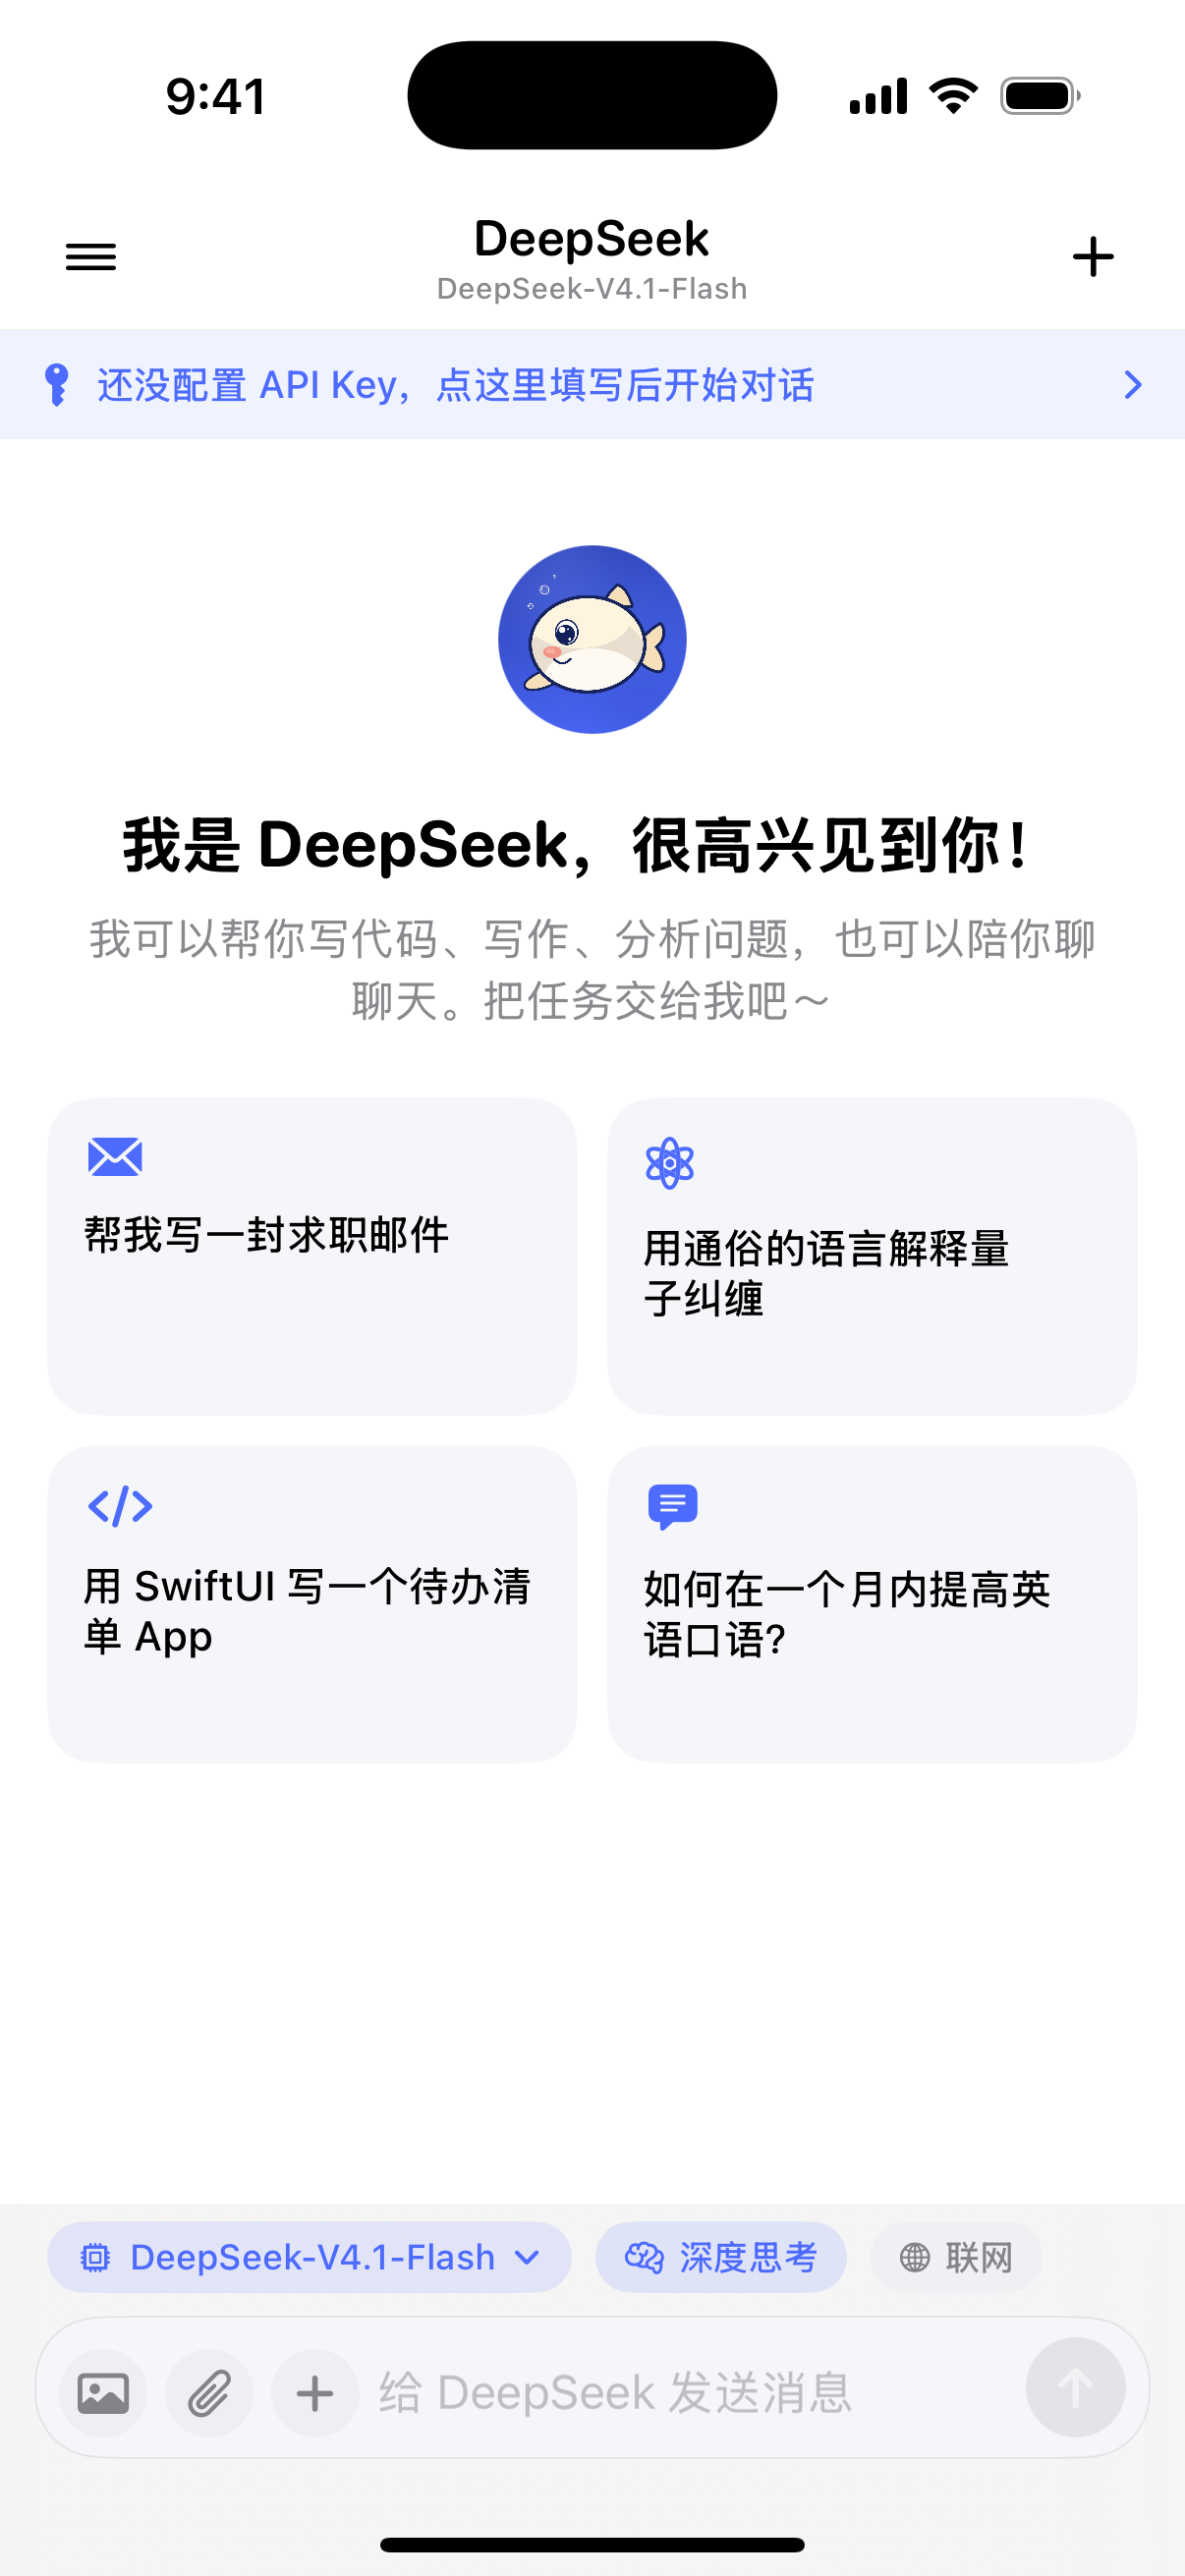 9:41
DeepSeek
DeepSeek-V4.1-Flash
还没配置 API Key，点这里填写后开始对话
我是 DeepSeek，很高兴见到你！
我可以帮你写代码、写作、分析问题，也可以陪你聊
聊天。把任务交给我吧～
帮我写一封求职邮件
用通俗的语言解释量
子纠缠
用 SwiftUI 写一个待办清
单 App
如何在一个月内提高英
语口语?
DeepSeek-V4.1-Flash
深度思考
联网
给 DeepSeek 发送消息